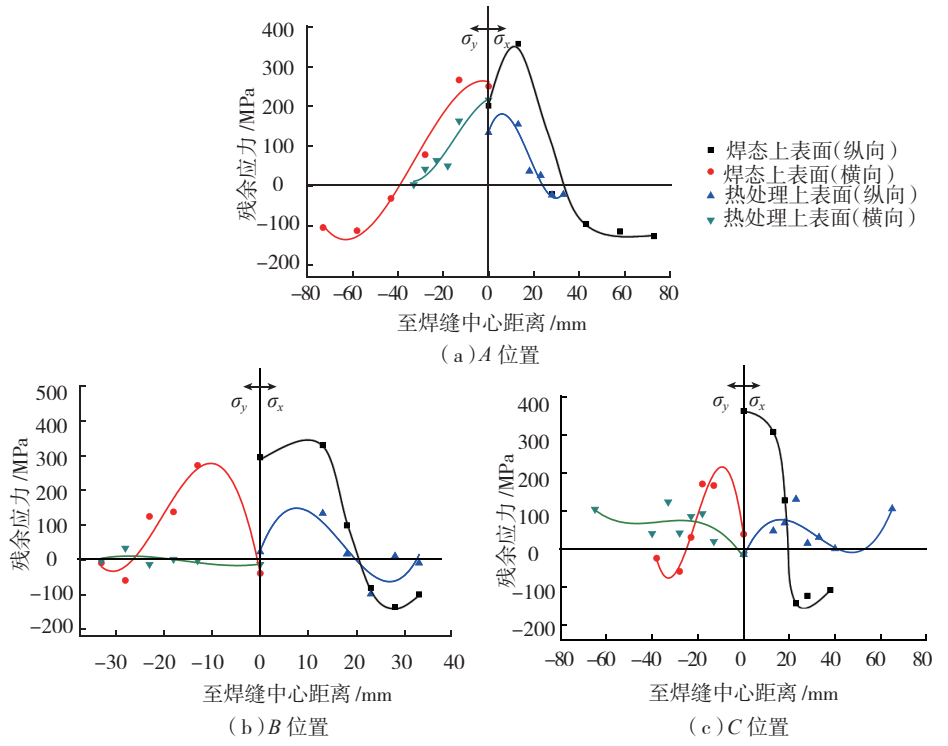 400
300
200
100
0
−100
−200
残余应力 /MPa
σy σx
−80 −60 −40 −20 0 20 40 60 80
至焊缝中心距离 /mm
(a) A 位置
焊态上表面(纵向)
焊态上表面(横向)
热处理上表面(纵向)
热处理上表面(横向)
500
400
300
200
100
0
−100
−200
残余应力 /MPa
σy σx
−30 −20 −10 0 10 20 30 40
至焊缝中心距离 /mm
(b) B 位置
400
300
200
100
0
−100
−200
残余应力 /MPa
σy σx
−80 −60 −40 −20 0 20 40 60 80
至焊缝中心距离 /mm
(c) C 位置